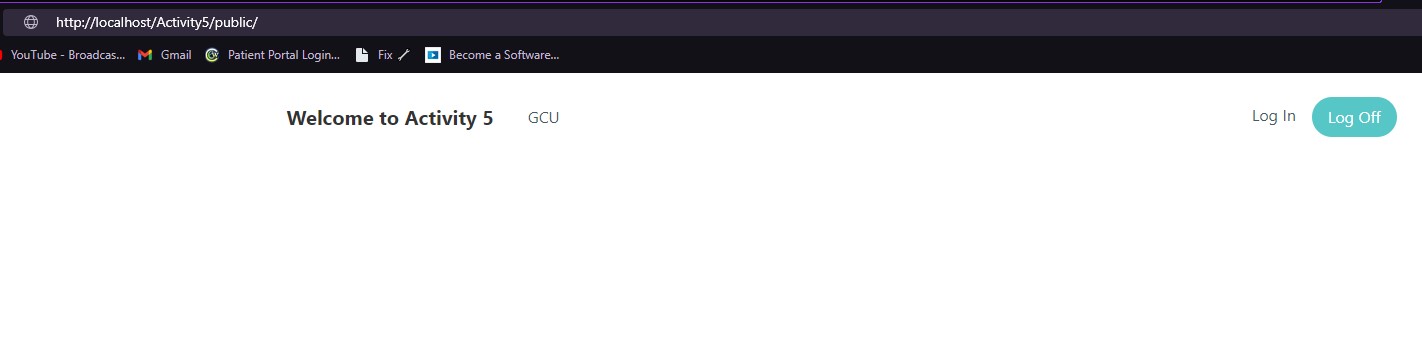 http://localhost/Activity5/public/
YouTube - Broadcas... Gmail Patient Portal Login... Fix Become a Software...
Welcome to Activity 5 GCU Log In Log Off